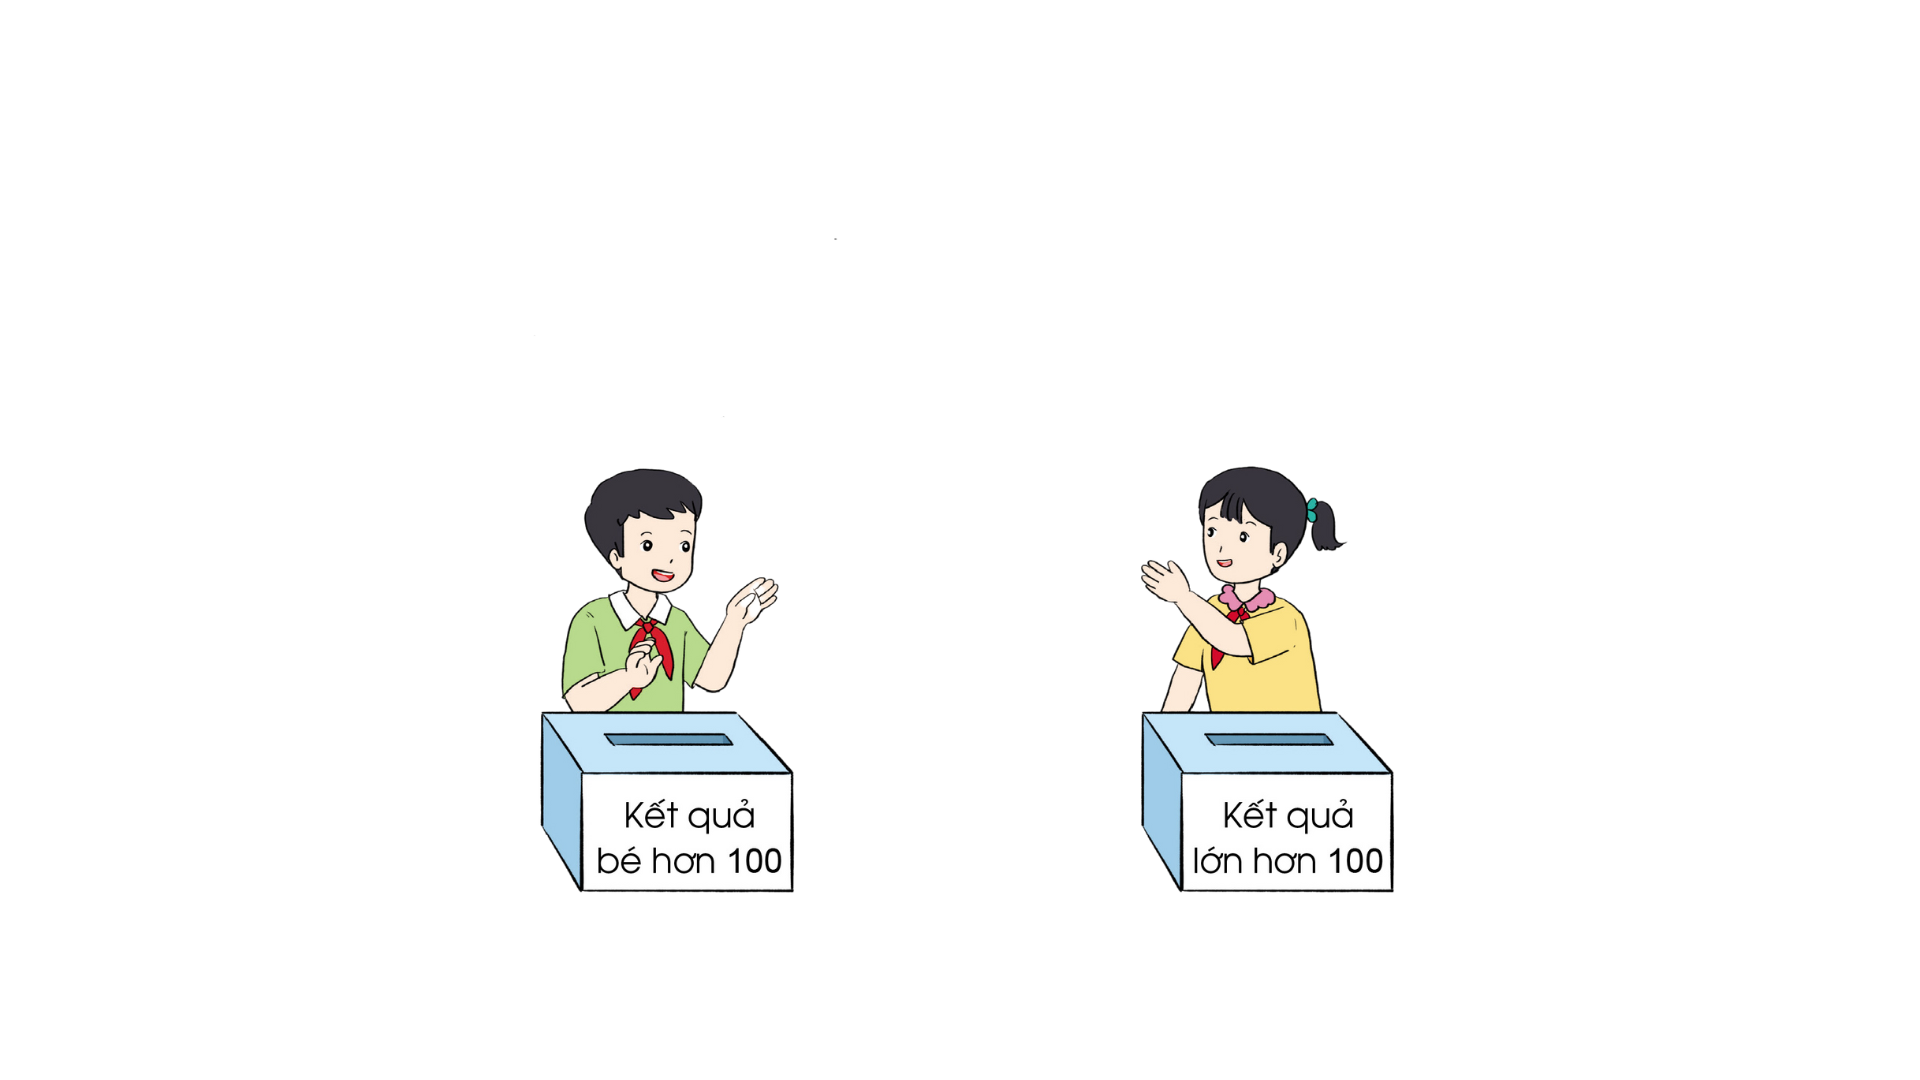 Kết quả
bé hơn 100
Kết quả
lớn hơn 100